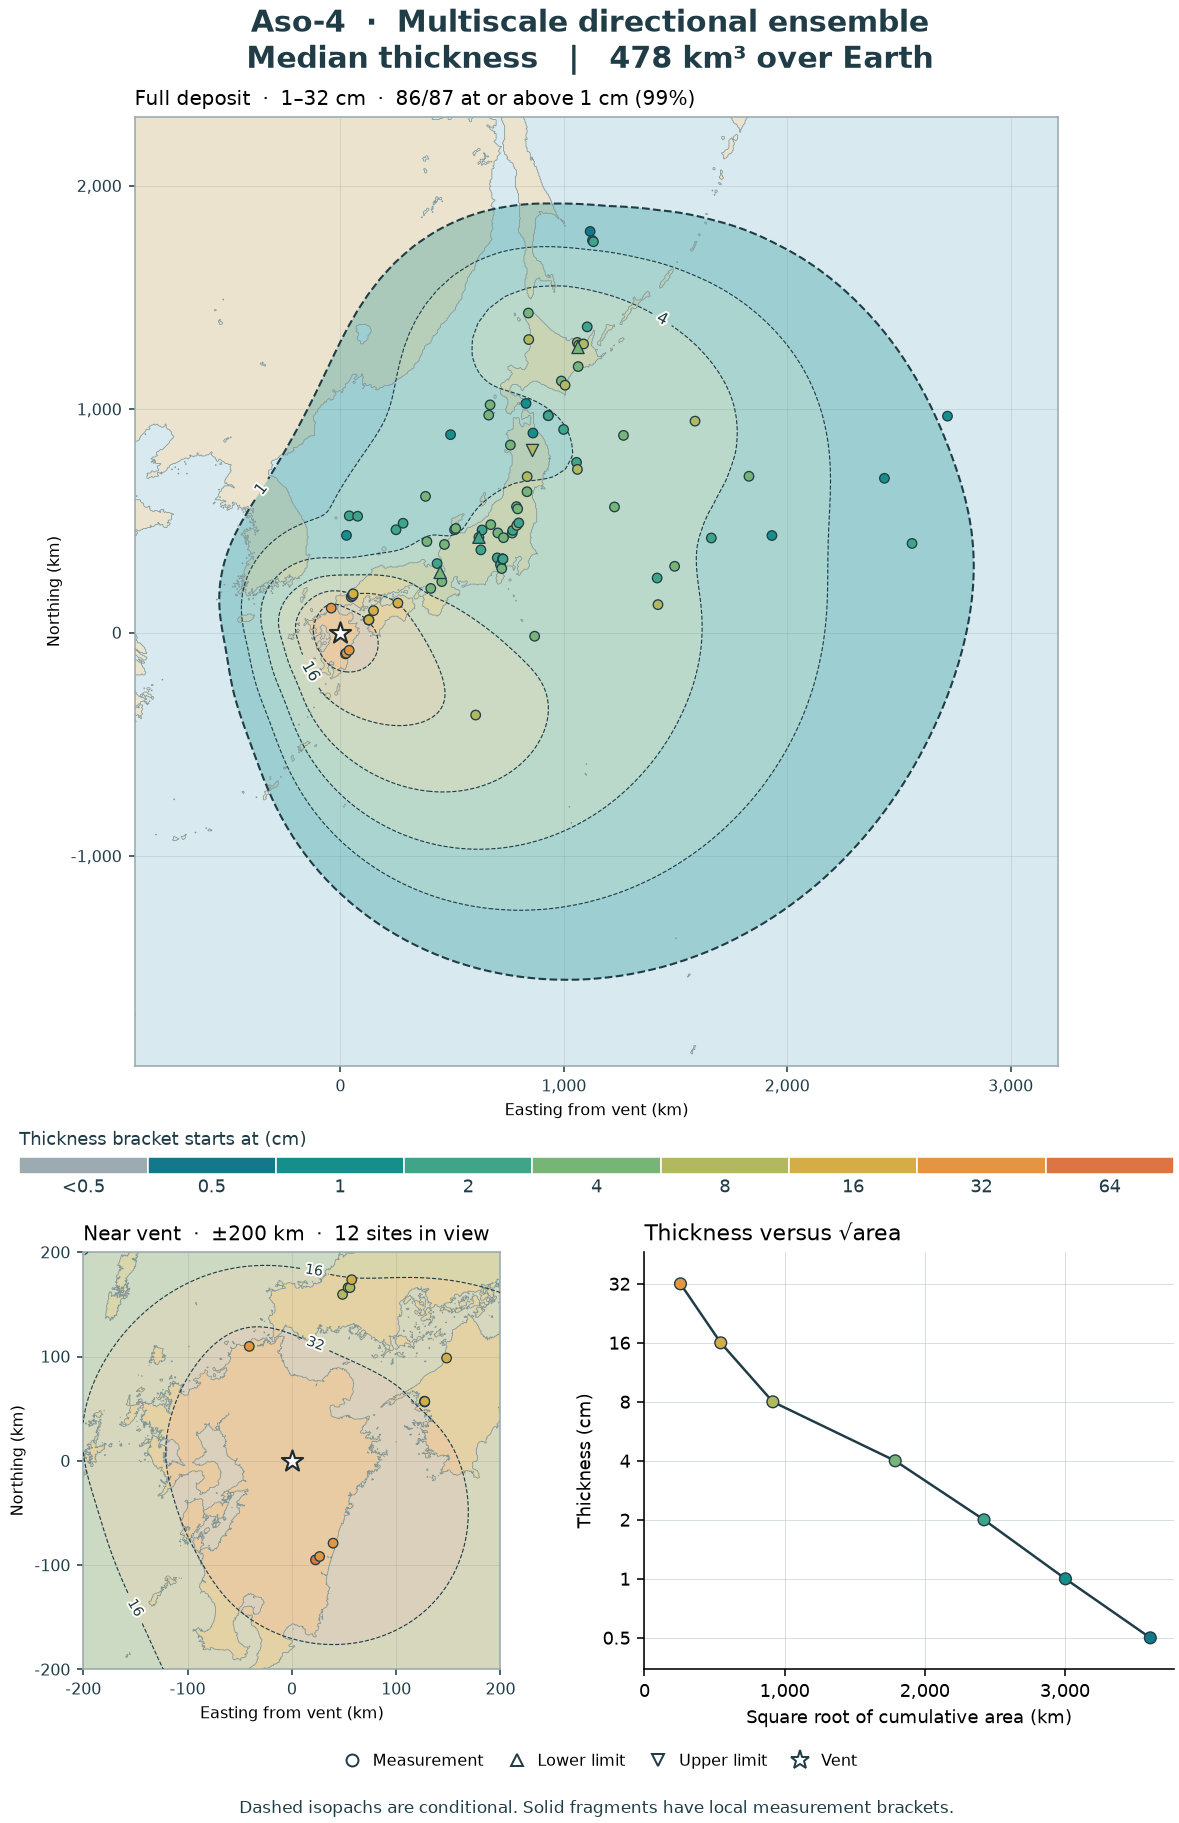 Aso-4  ·  Multiscale directional ensemble
Median thickness   |   478 km³ over Earth
Full deposit  ·  1–32 cm  ·  86/87 at or above 1 cm (99%)
2,000
1,000
0
-1,000
Northing (km)
4
1
16
0
1,000
2,000
3,000
Easting from vent (km)
Thickness bracket starts at (cm)
<0.5
0.5
1
2
4
8
16
32
64
Near vent  ·  ±200 km  ·  12 sites in view
200
100
0
-100
-200
Northing (km)
16
32
16
-200
-100
0
100
200
Easting from vent (km)
Thickness versus √area
32
16
8
4
2
1
0.5
Thickness (cm)
0
1,000
2,000
3,000
Square root of cumulative area (km)
Measurement
Lower limit
Upper limit
Vent
Dashed isopachs are conditional. Solid fragments have local measurement brackets.